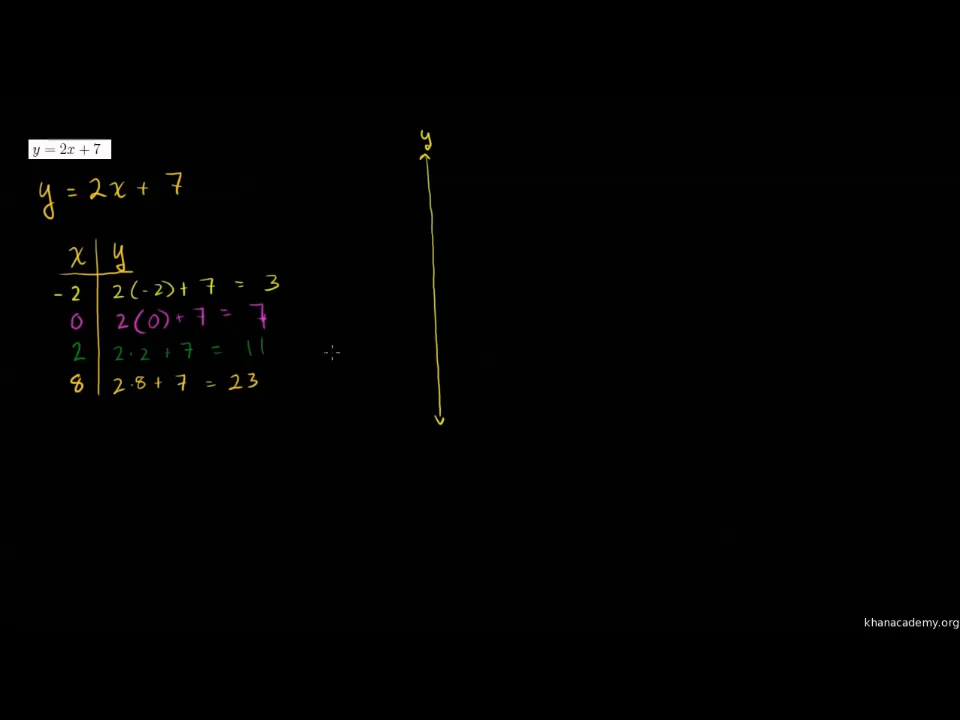 y = 2x + 7
y = 2x + 7
x y
-2 2(-2) + 7 = 3
0 2(0) + 7 = 7
2 2·2 + 7 = 11
8 2·8 + 7 = 23
y
khanacademy.org